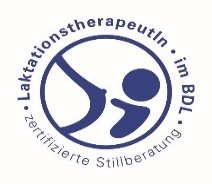 • LaktationstherapeutIn • im BDL •
zertifizierte Stillberatung